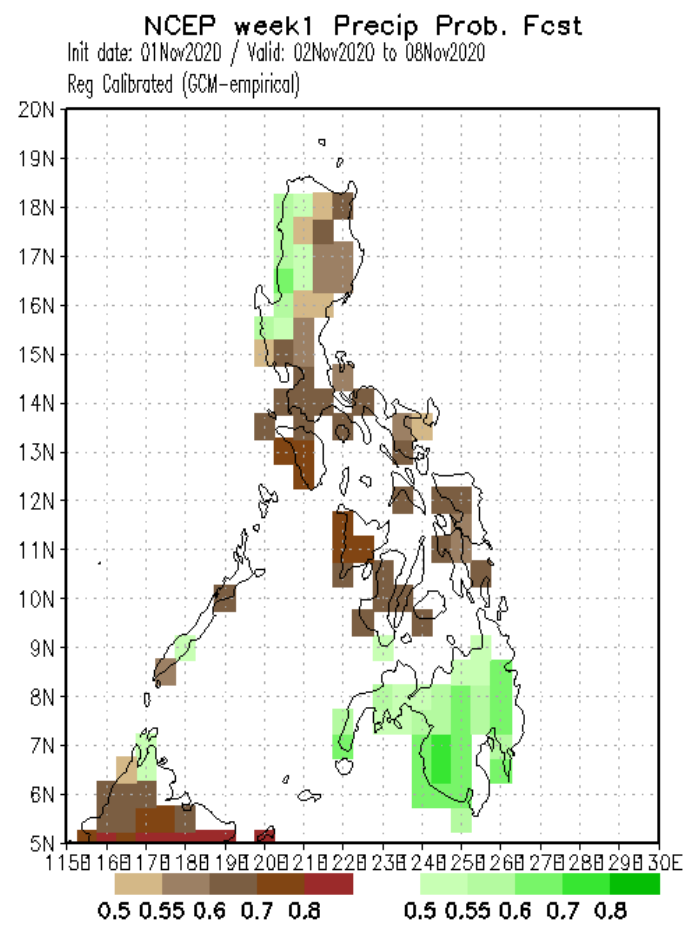 NCEP week1 Precip Prob. Fcst
Init date: 01Nov2020 / Valid: 02Nov2020 to 08Nov2020
Reg Calibrated (GCM-empirical)
20N
19N
18N
17N
16N
15N
14N
13N
12N
11N
10N
9N
8N
7N
6N
5N
115E 116E 117E 118E 119E 120E 121E 122E 123E 124E 125E 126E 127E 128E 129E 130E
0.5 0.55 0.6 0.7 0.8 0.5 0.55 0.6 0.7 0.8